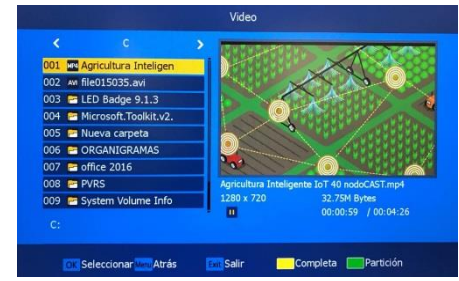 Video
C
001 MP4 Agricultura Inteligen
002 AVI file015035.avi
003 LED Badge 9.1.3
004 Microsoft.Toolkit.v2.
005 Nueva carpeta
006 ORGANIGRAMAS
007 office 2016
008 PVRS
009 System Volume Info
Agricultura Inteligente IoT 40 nodoCAST.mp4
1280 x 720 32.75M Bytes
00:00:59 / 00:04:26
C:
OK Seleccionar Menu Atrás Exit Salir Completa Partición